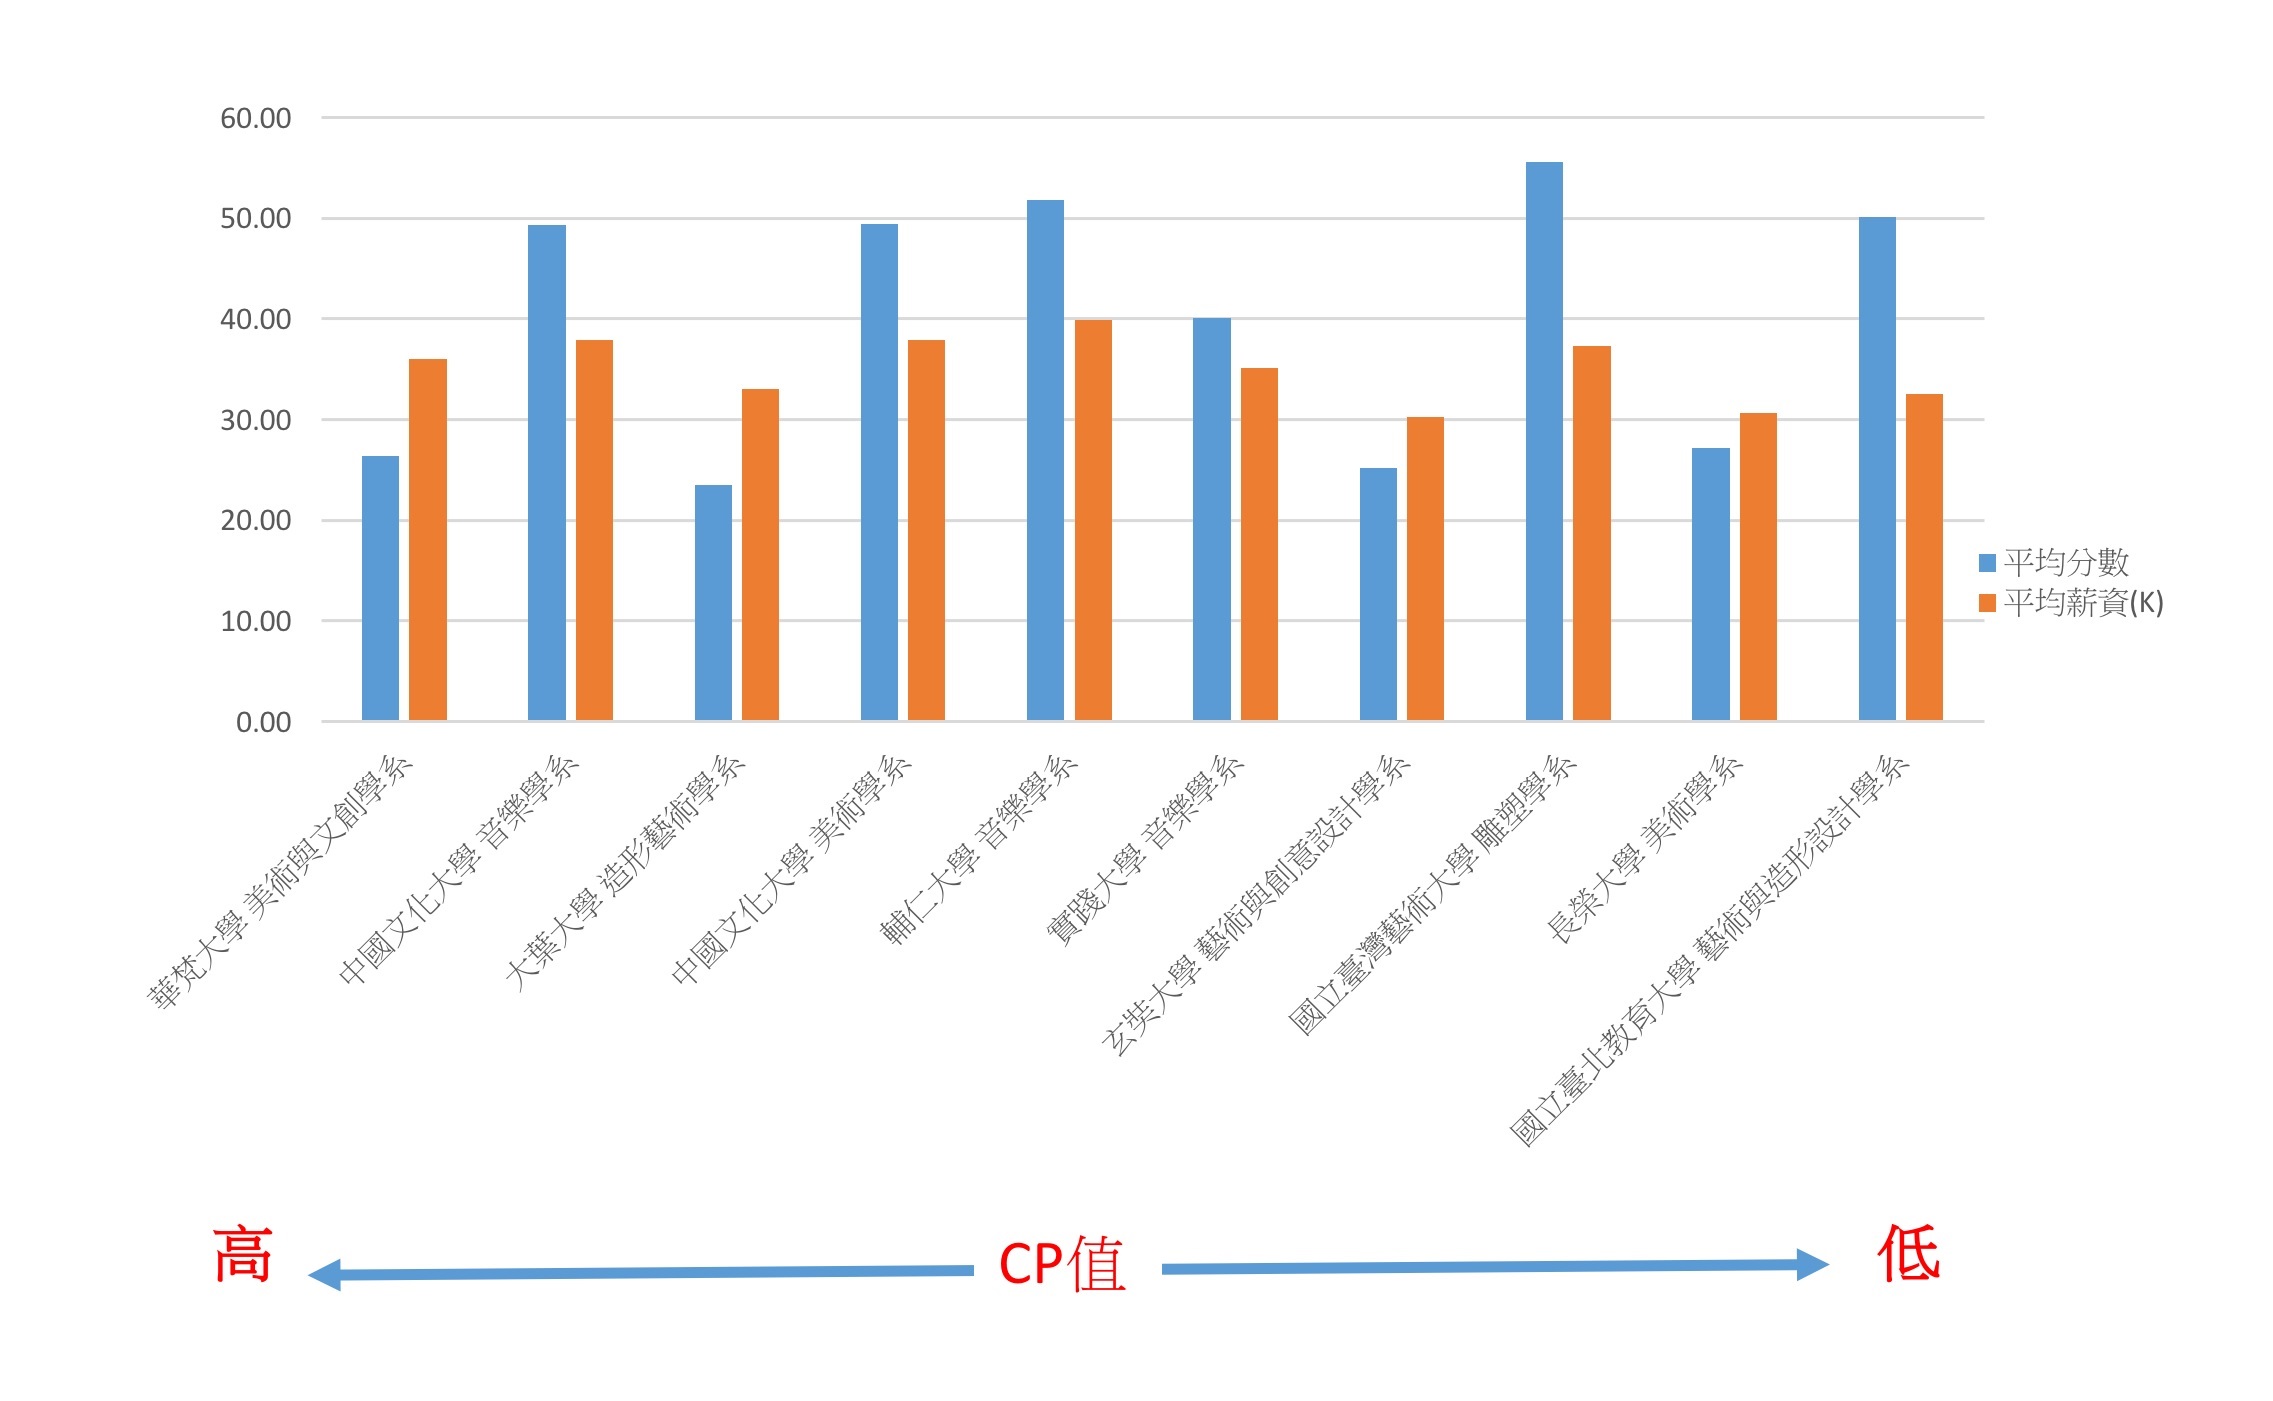 60.00
50.00
40.00
30.00
20.00
10.00
0.00
平均分數
平均薪資(K)
華梵大學 美術與文創學系
中國文化大學 音樂學系
大葉大學 造形藝術學系
中國文化大學 美術學系
輔仁大學 音樂學系
實踐大學 音樂學系
玄奘大學 藝術與創意設計學系
國立臺灣藝術大學 雕塑學系
長榮大學 美術學系
國立臺北教育大學 藝術與造形設計學系
高
CP值
低